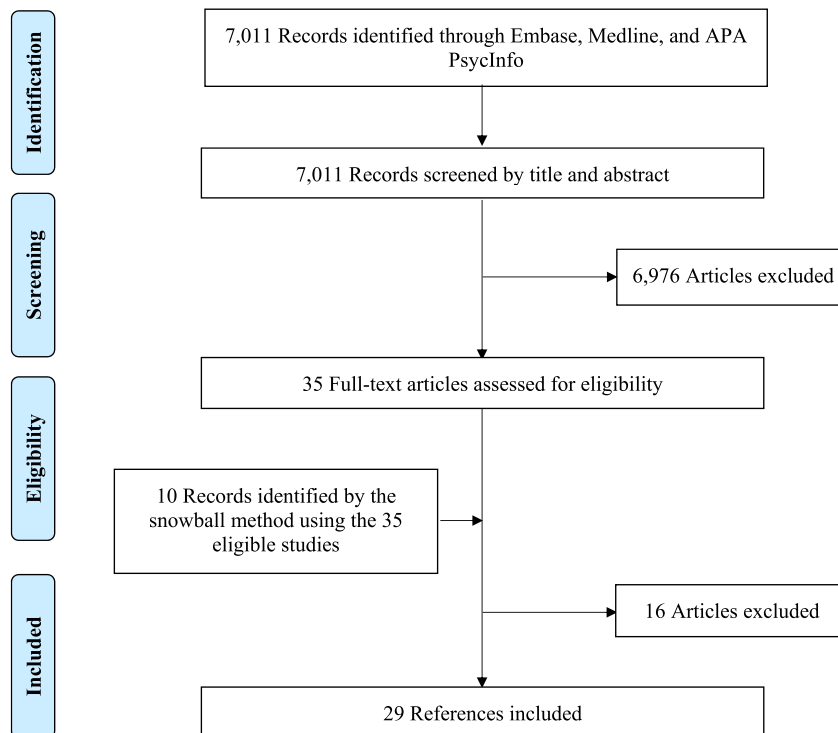 Identification
7,011 Records identified through Embase, Medline, and APA
PsycInfo
7,011 Records screened by title and abstract
Screening
6,976 Articles excluded
35 Full-text articles assessed for eligibility
Eligibility
10 Records identified by the
snowball method using the 35
eligible studies
Included
16 Articles excluded
29 References included